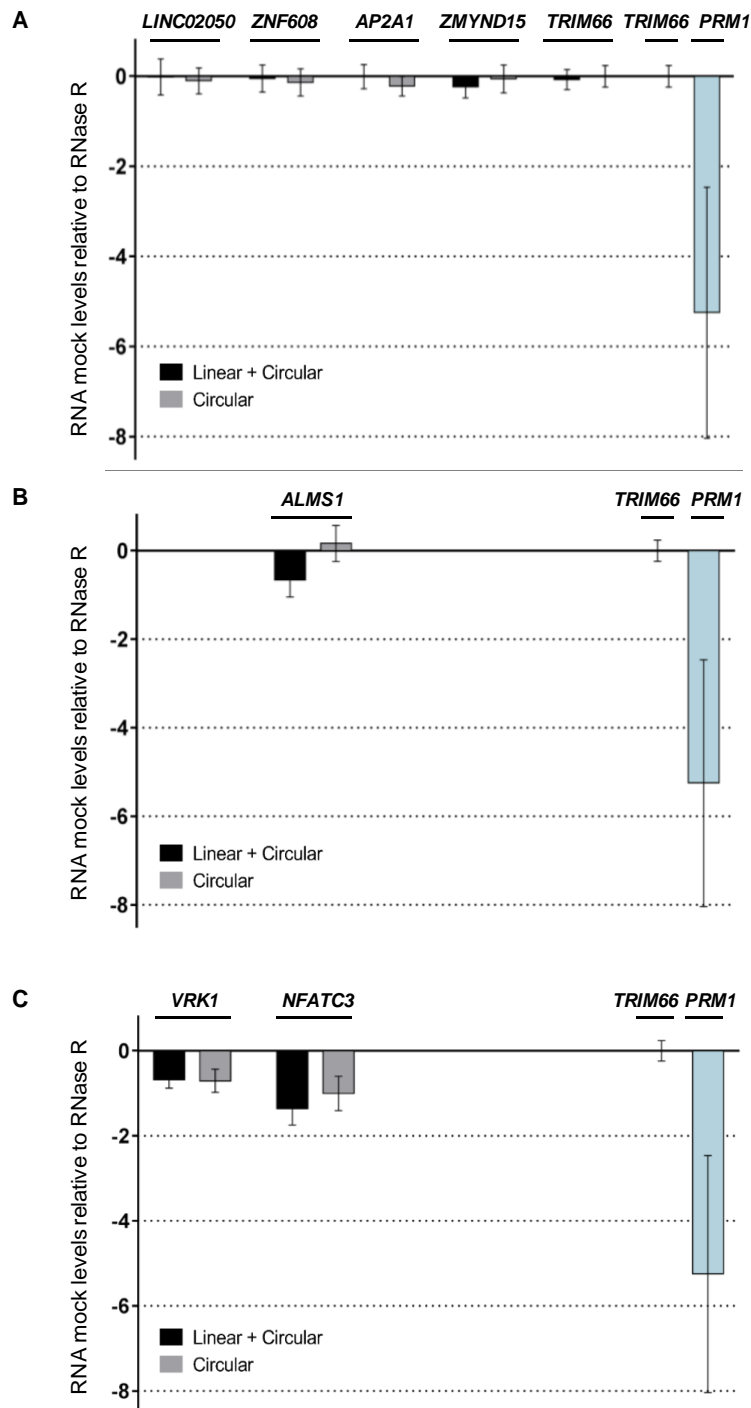 A
LINC02050 ZNF608 AP2A1 ZMYND15 TRIM66 TRIM66 PRM1
RNA mock levels relative to RNase R
0
-2
-4
-6
-8
Linear + Circular
Circular
B
ALMS1 TRIM66 PRM1
RNA mock levels relative to RNase R
0
-2
-4
-6
-8
Linear + Circular
Circular
C
VRK1 NFATC3 TRIM66 PRM1
RNA mock levels relative to RNase R
0
-2
-4
-6
-8
Linear + Circular
Circular